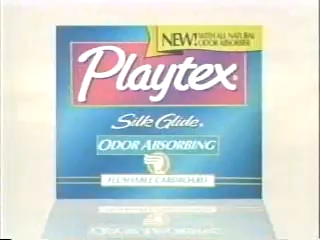 NEW! WITH ALL NATURAL
ODOR ABSORBER
Playtex®
Silk Glide®
ODOR ABSORBING
FLUSHABLE CARDBOARD